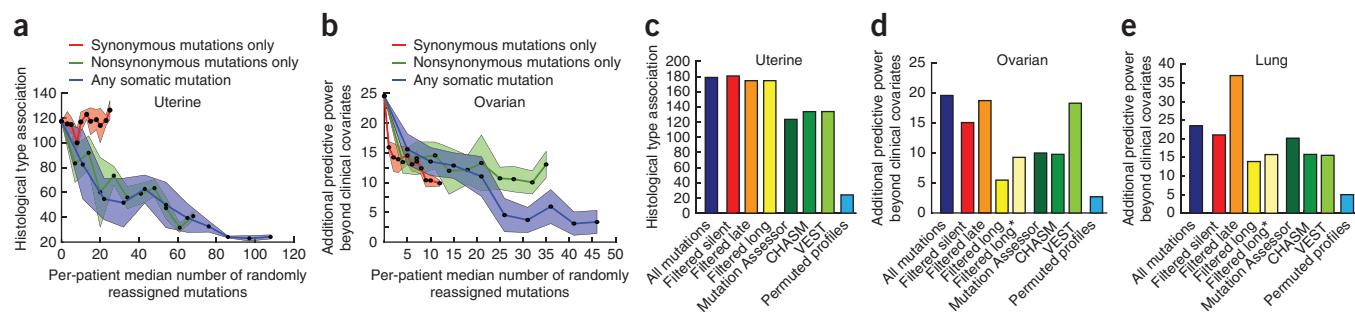 a
Synonymous mutations only
Nonsynonymous mutations only
Any somatic mutation
Histological type association
140
120
100
80
60
40
20
Uterine
0 20 40 60 80 100 120
Per-patient median number of randomly
reassigned mutations
b
Synonymous mutations only
Nonsynonymous mutations only
Any somatic mutation
Additional predictive power
beyond clinical covariates
25
20
15
10
5
0
Ovarian
5 10 15 20 25 30 35 40 45 50
Per-patient median number of randomly
reassigned mutations
c
Uterine
Histological type association
200
180
160
140
120
100
80
60
40
20
0
All mutations
Filtered silent
Filtered late
Filtered long
Mutation Assessor
CHASM
VEST
Permuted profiles
d
Ovarian
Additional predictive power
beyond clinical covariates
25
20
15
10
5
0
All mutations
Filtered silent
Filtered late
Filtered long
Filtered long*
Mutation Assessor
CHASM
VEST
Permuted profiles
e
Lung
Additional predictive power
beyond clinical covariates
40
35
30
25
20
15
10
5
0
All mutations
Filtered silent
Filtered late
Filtered long
Filtered long*
Mutation Assessor
CHASM
VEST
Permuted profiles